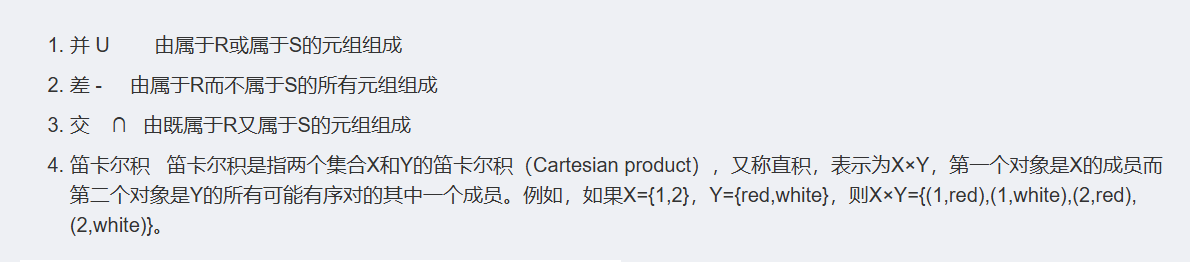 1. 并 U 由属于R或属于S的元组组成
2. 差 - 由属于R而不属于S的所有元组组成
3. 交 ∩ 由既属于R又属于S的元组组成
4. 笛卡尔积 笛卡尔积是指两个集合X和Y的笛卡尔积（Cartesian product），又称直积，表示为X×Y，第一个对象是X的成员而
第二个对象是Y的所有可能有序对的其中一个成员。例如，如果X={1,2}，Y={red,white}，则X×Y={(1,red),(1,white),(2,red),
(2,white)}。